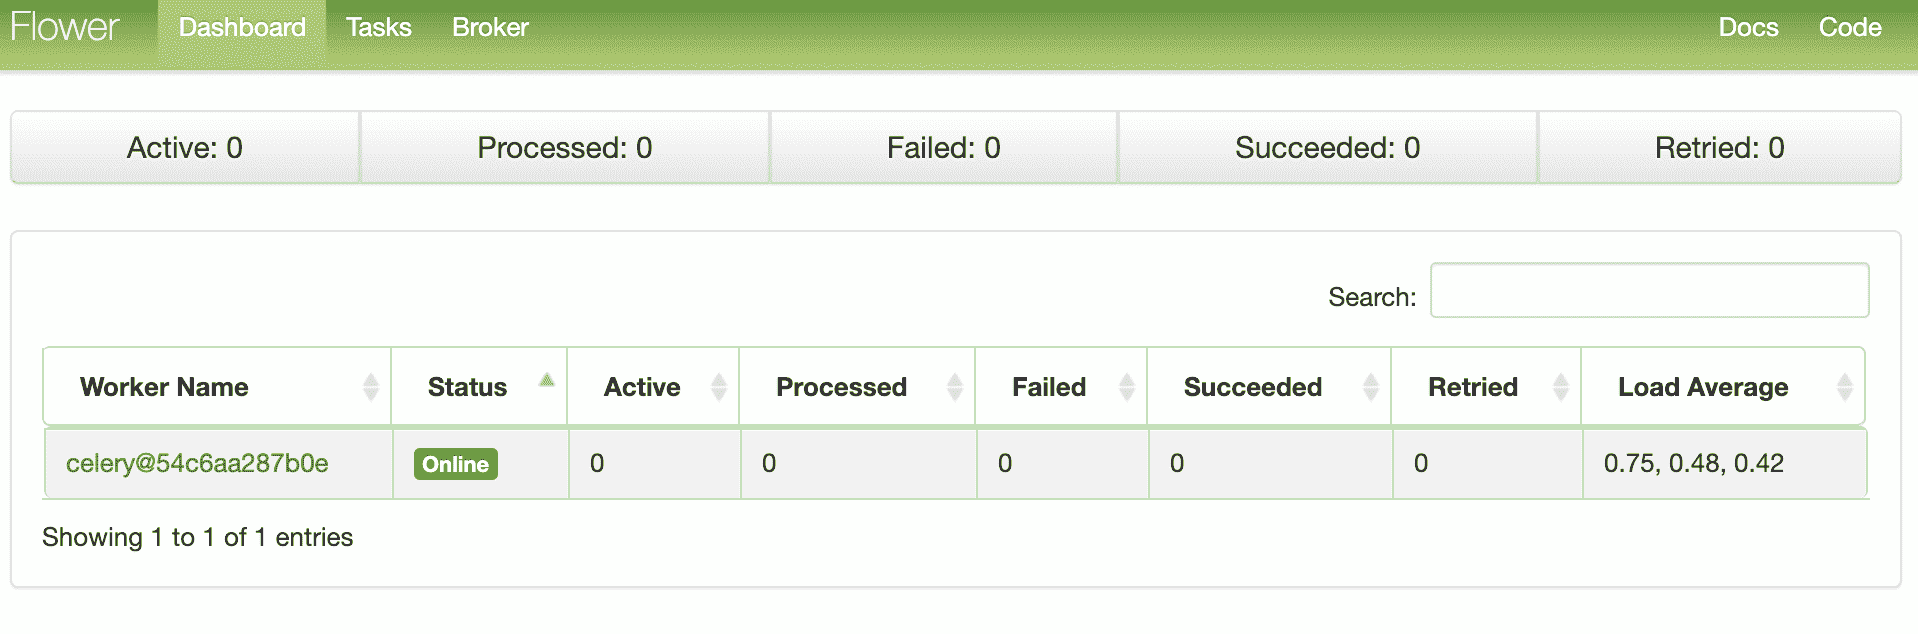 Flower Dashboard Tasks Broker Docs Code
Active: 0 Processed: 0 Failed: 0 Succeeded: 0 Retried: 0
Search:
Worker Name Status Active Processed Failed Succeeded Retried Load Average
celery@54c6aa287b0e Online 0 0 0 0 0 0.75, 0.48, 0.42
Showing 1 to 1 of 1 entries